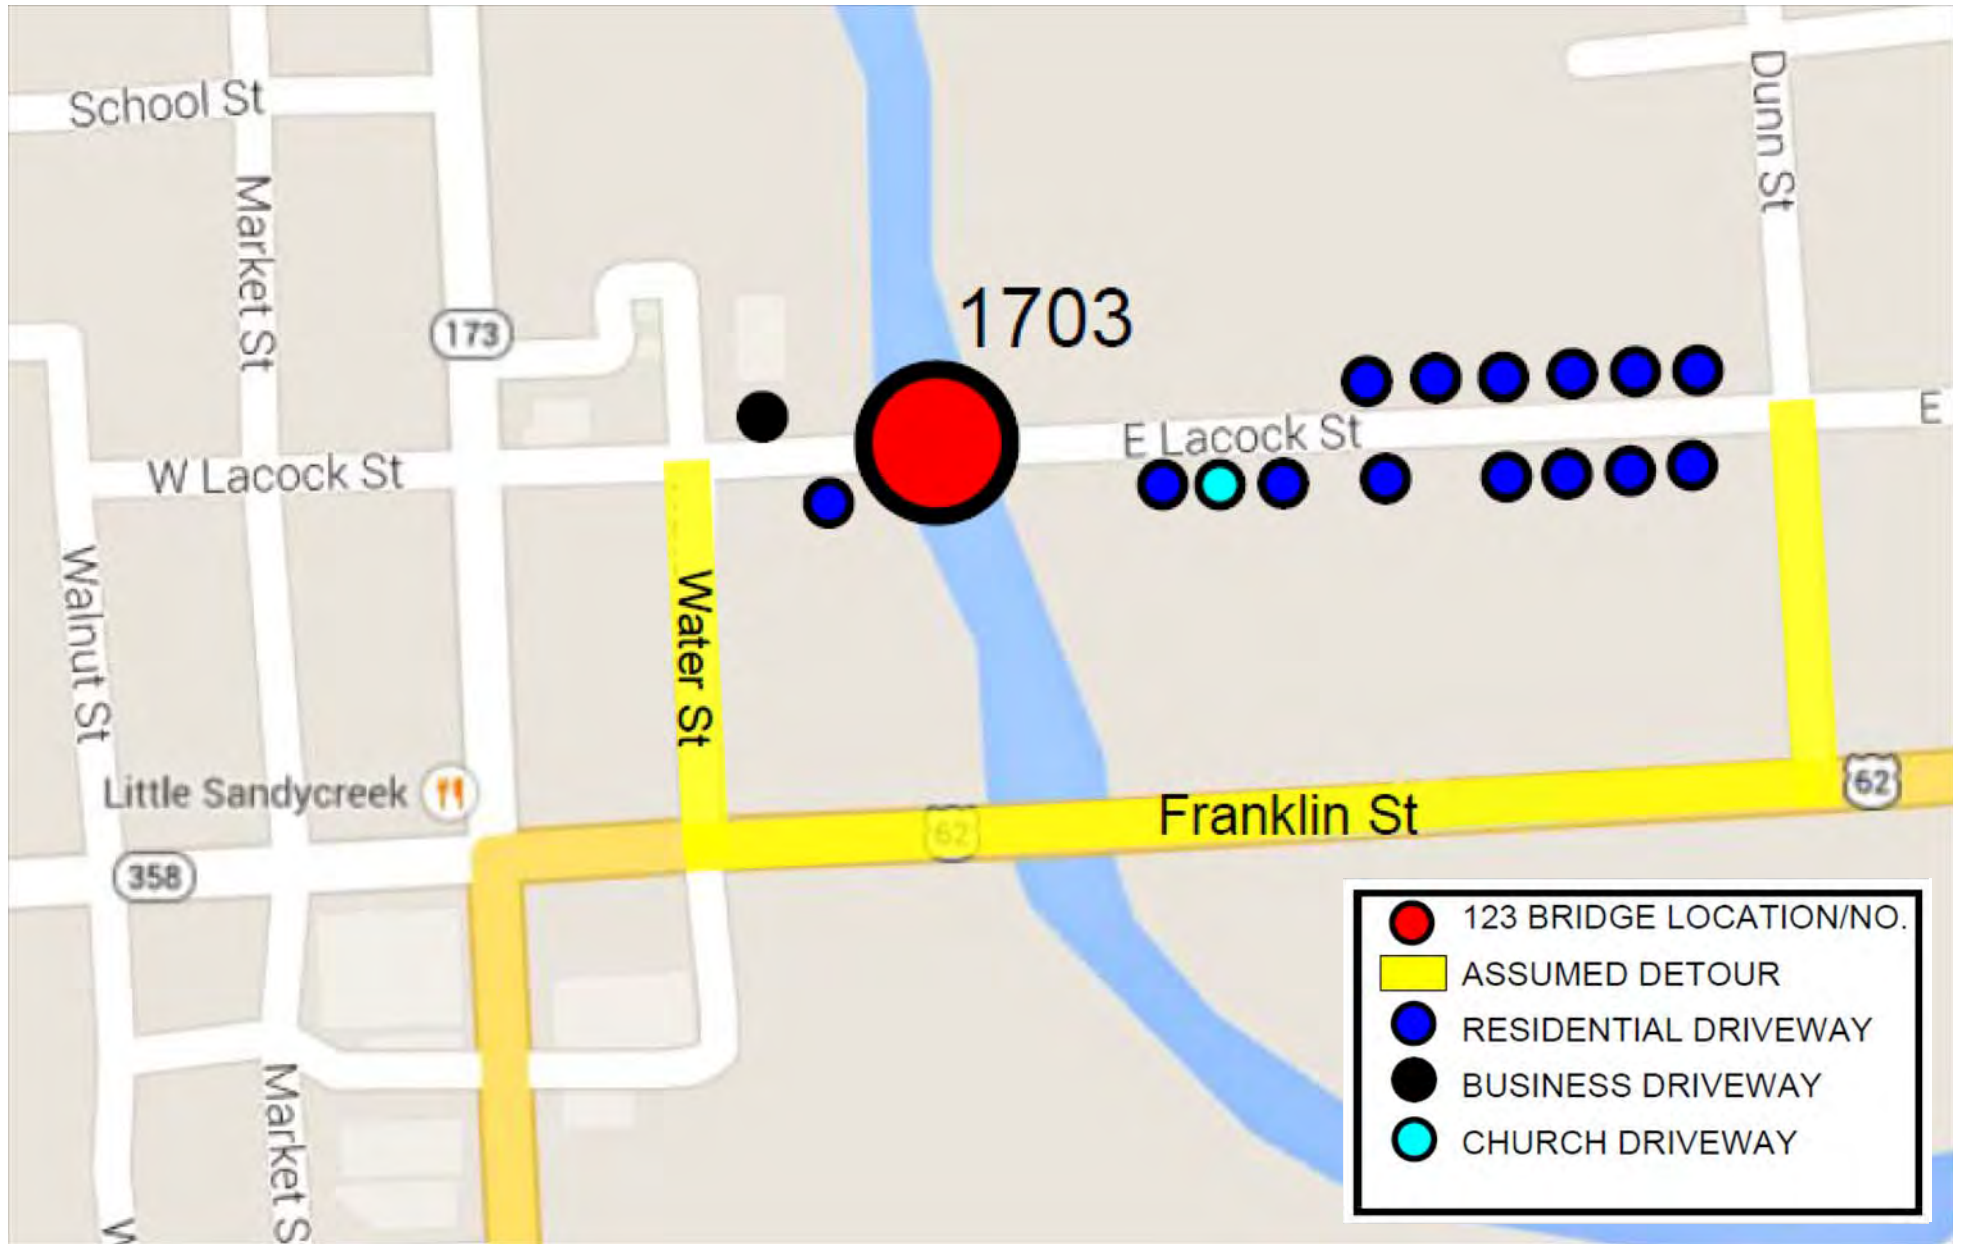 School St
Market St
173
Dunn St
1703
E Lacock St
E
W Lacock St
Walnut St
Water St
Little Sandycreek
62
Franklin St
62
358
Market S
W
123 BRIDGE LOCATION/NO.
ASSUMED DETOUR
RESIDENTIAL DRIVEWAY
BUSINESS DRIVEWAY
CHURCH DRIVEWAY